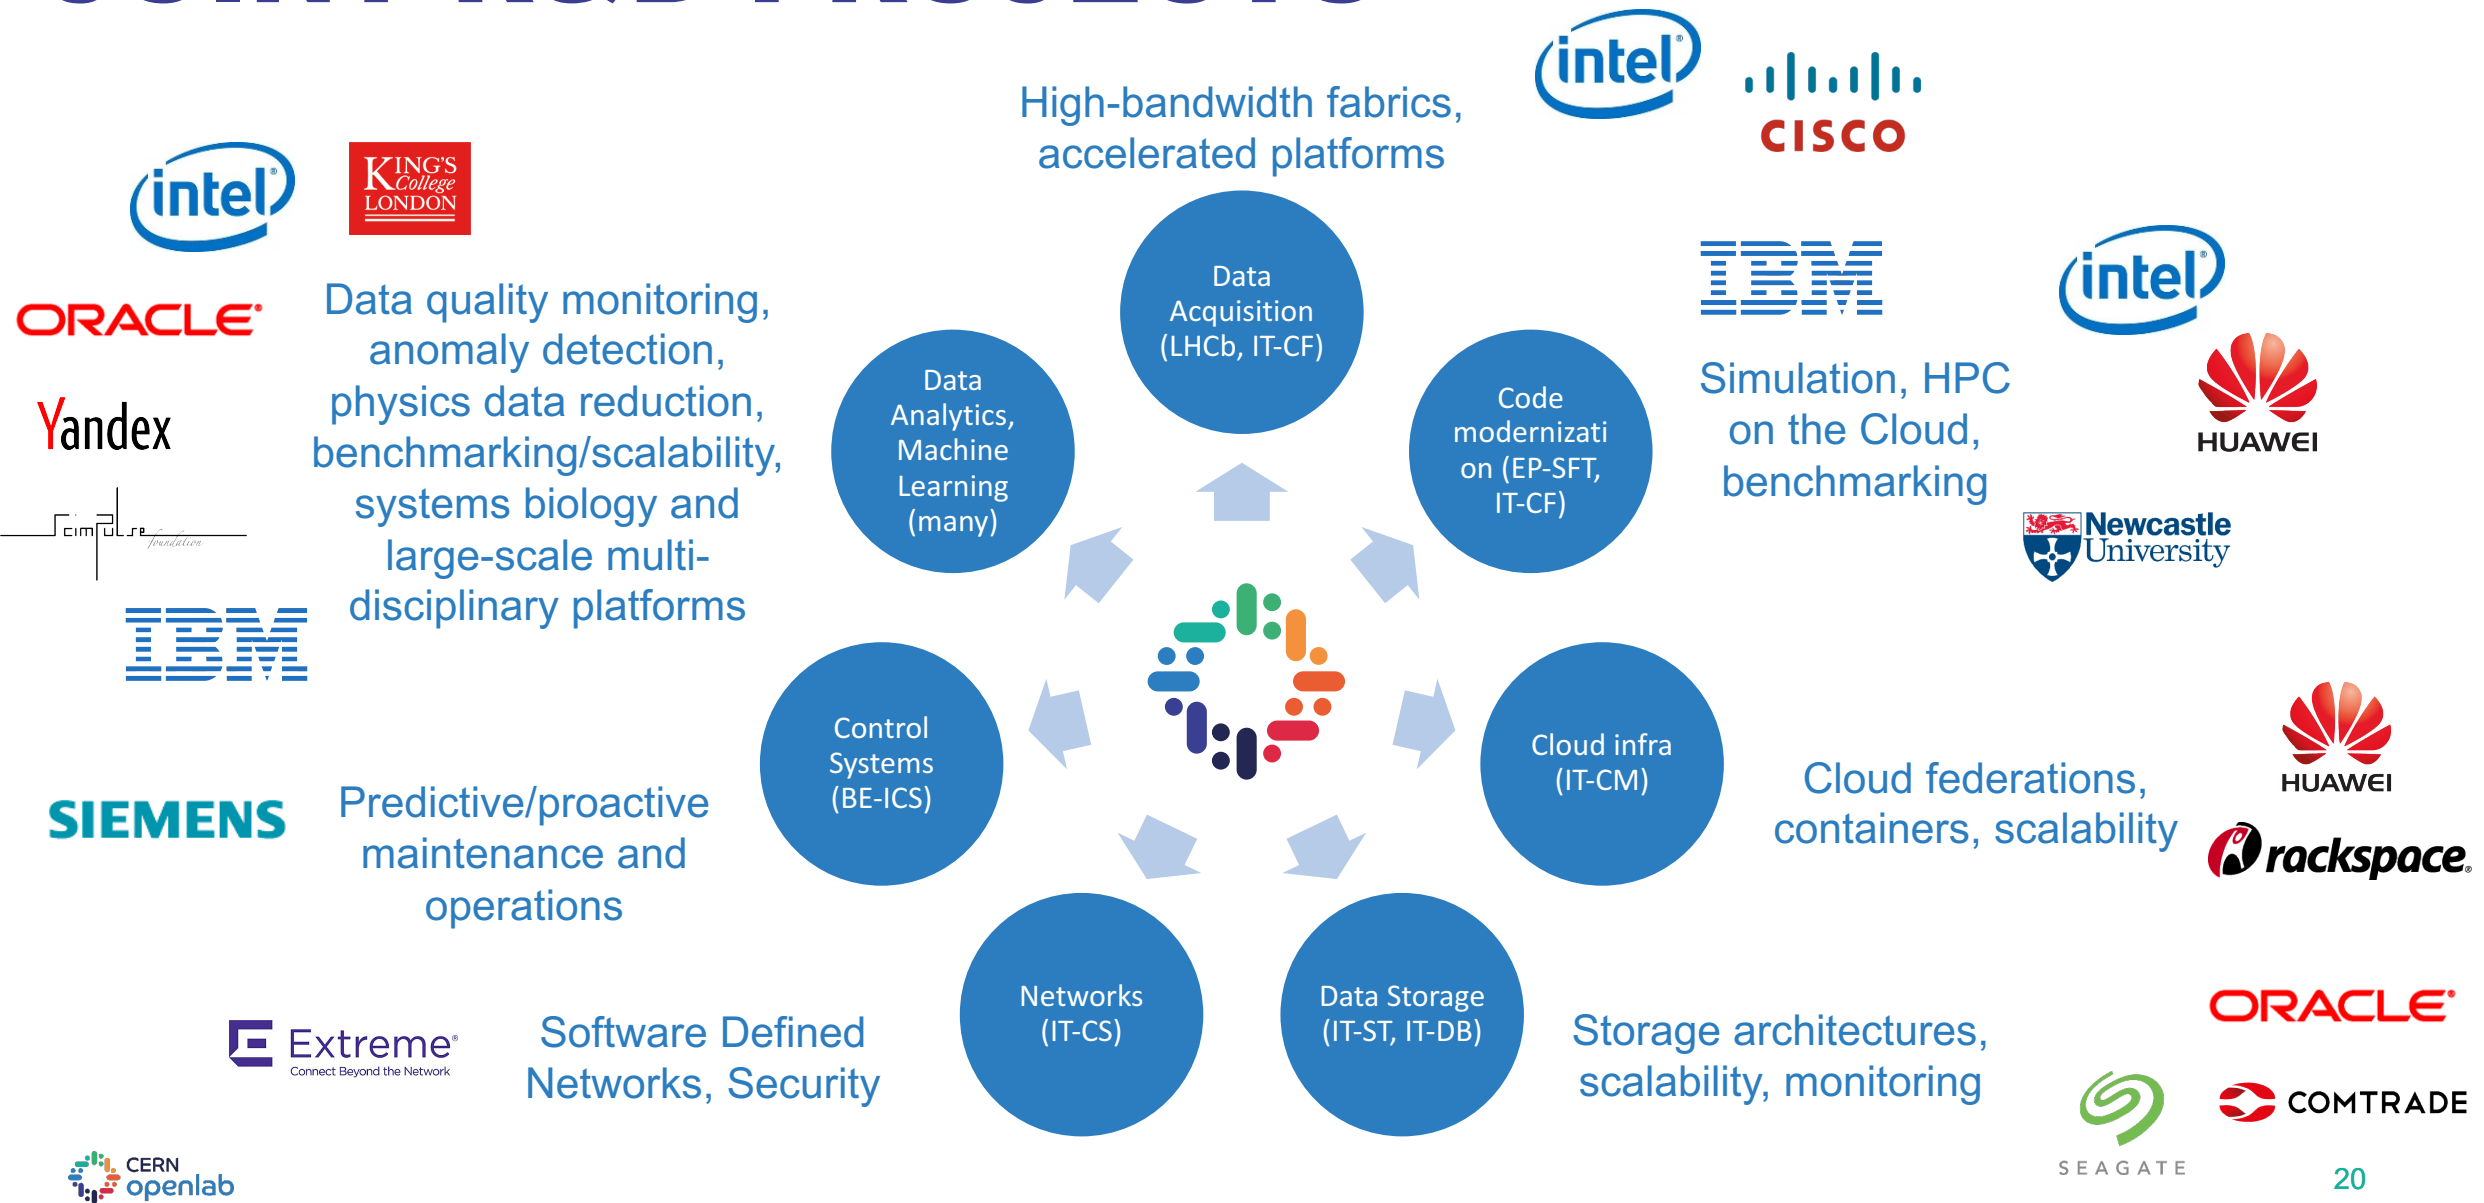 JOINT R&D PROJECTS
High-bandwidth fabrics,
accelerated platforms
intel®
CISCO
intel®
KING'S
College
LONDON
ORACLE®
Yandex
scimpulse
foundation
IBM
Data quality monitoring,
anomaly detection,
physics data reduction,
benchmarking/scalability,
systems biology and
large-scale multi-
disciplinary platforms
Data
Analytics,
Machine
Learning
(many)
Data
Acquisition
(LHCb, IT-CF)
Code
modernizati
on (EP-SFT,
IT-CF)
IBM
intel®
Simulation, HPC
on the Cloud,
benchmarking
HUAWEI
Newcastle
University
SIEMENS
Predictive/proactive
maintenance and
operations
Control
Systems
(BE-ICS)
Cloud infra
(IT-CM)
Cloud federations,
containers, scalability
HUAWEI
rackspace®
Extreme®
Connect Beyond the Network
Software Defined
Networks, Security
Networks
(IT-CS)
Data Storage
(IT-ST, IT-DB)
Storage architectures,
scalability, monitoring
ORACLE®
COMTRADE
SEAGATE
CERN
openlab
20